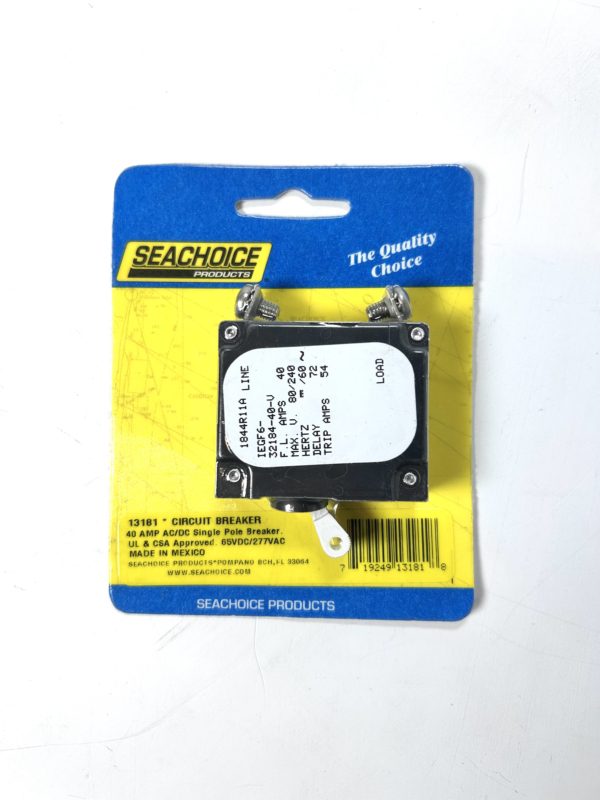 SEACHOICE
PRODUCTS
The Quality
Choice
1844R11A LINE
IEGF6-
32184-40-V
F.L. AMPS 40
MAX. V. 80/240
HERTZ ⎓/60 ~
DELAY 72
TRIP AMPS 54
LOAD
13181 * CIRCUIT BREAKER
40 AMP AC/DC Single Pole Breaker.
UL & CSA Approved. 65VDC/277VAC
MADE IN MEXICO
SEACHOICE PRODUCTS*POMPANO BCH,FL 33064
WWW.SEACHOICE.COM
7 19249 13181 8
SEACHOICE PRODUCTS